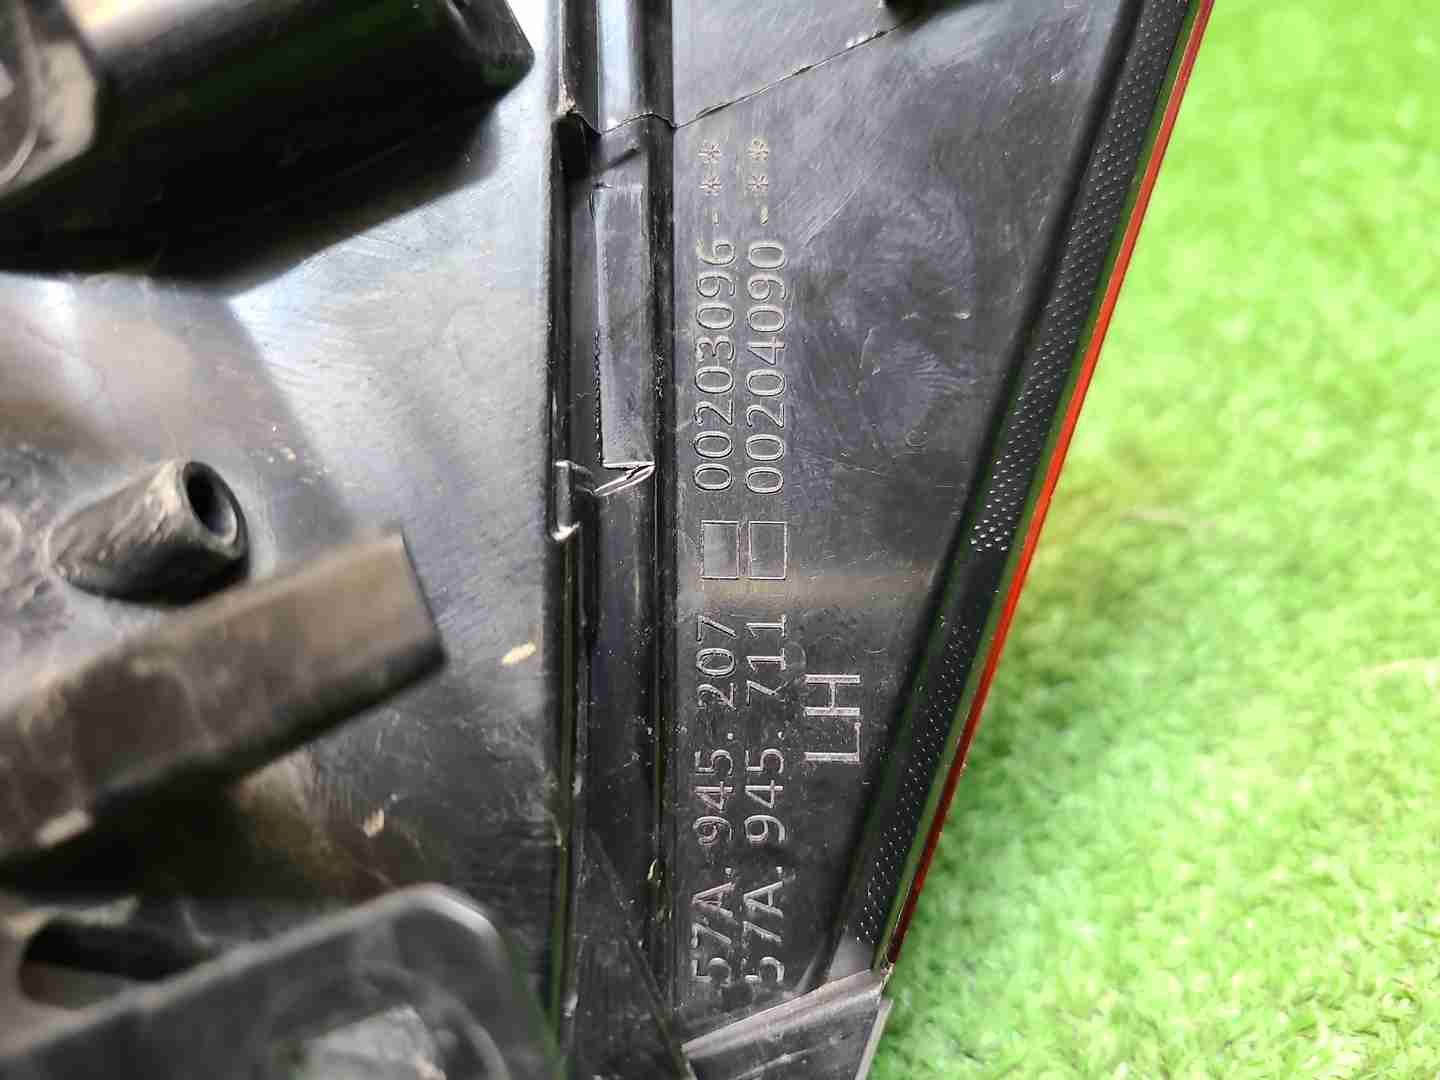 57A.945.207 □ 00203096-**
57A.945.711 □ 00204090-**
LH